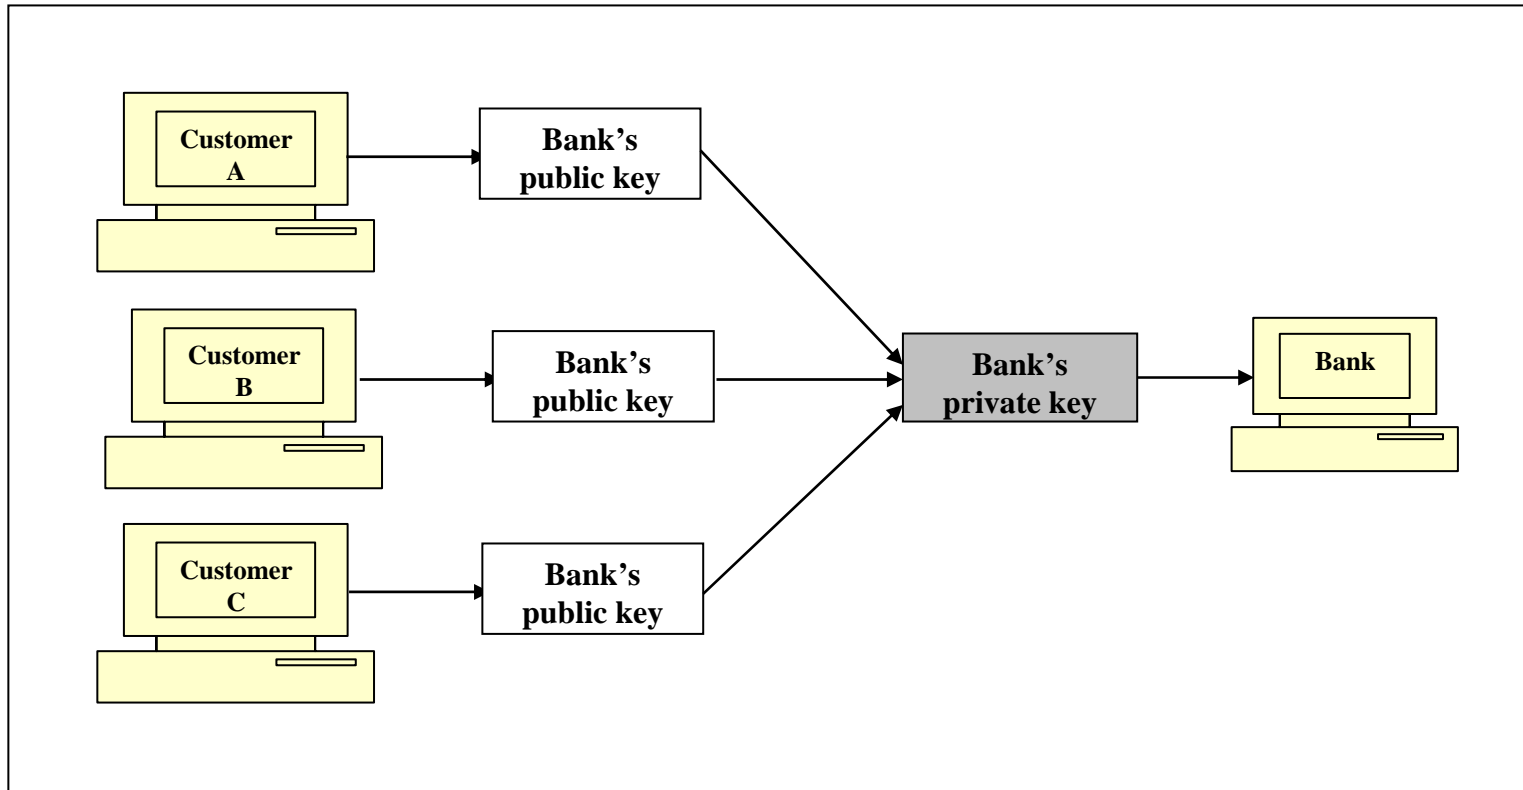 Customer
A
Bank’s
public key
Customer
B
Bank’s
public key
Bank’s
private key
Bank
Customer
C
Bank’s
public key